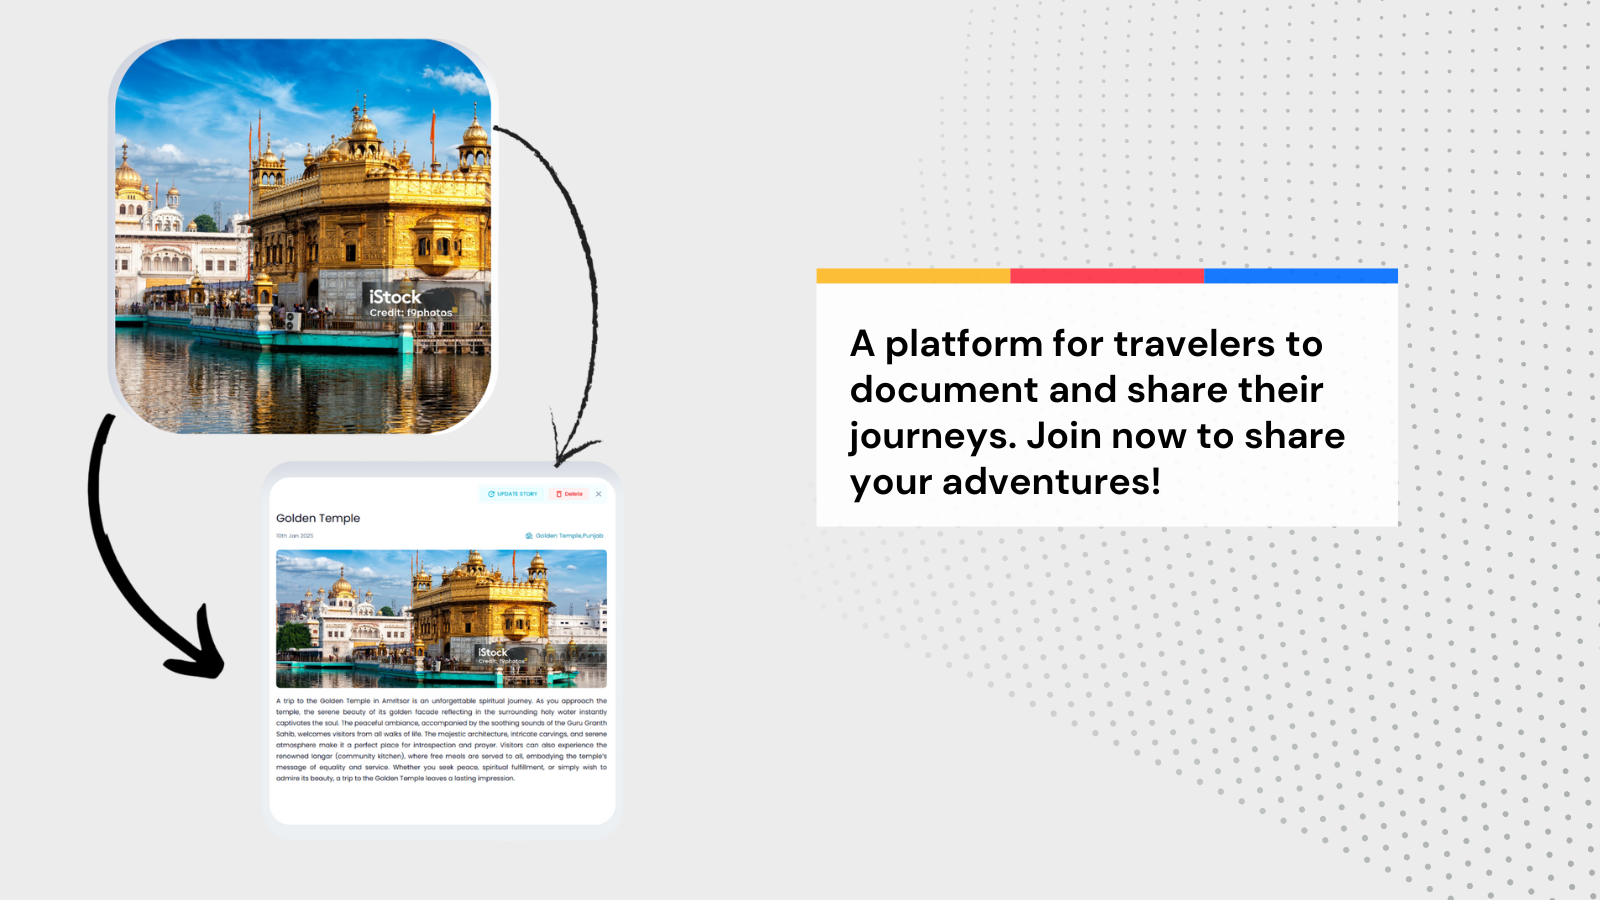 iStock
Credit: f9photos
UPDATE STORY
Delete
Golden Temple
10th Jan 2025
Golden Temple,Punjab
iStock
Credit: f9photos
A trip to the Golden Temple in Amritsar is an unforgettable spiritual journey. As you approach the
temple, the serene beauty of its golden facade reflecting in the surrounding holy water instantly
captivates the soul. The peaceful ambiance, accompanied by the soothing sounds of the Guru Granth
Sahib, welcomes visitors from all walks of life. The majestic architecture, intricate carvings, and serene
atmosphere make it a perfect place for introspection and prayer. Visitors can also experience the
renowned langar (community kitchen), where free meals are served to all, embodying the temple's
message of equality and service. Whether you seek peace, spiritual fulfillment, or simply wish to
admire its beauty, a trip to the Golden Temple leaves a lasting impression.
A platform for travelers to
document and share their
journeys. Join now to share
your adventures!